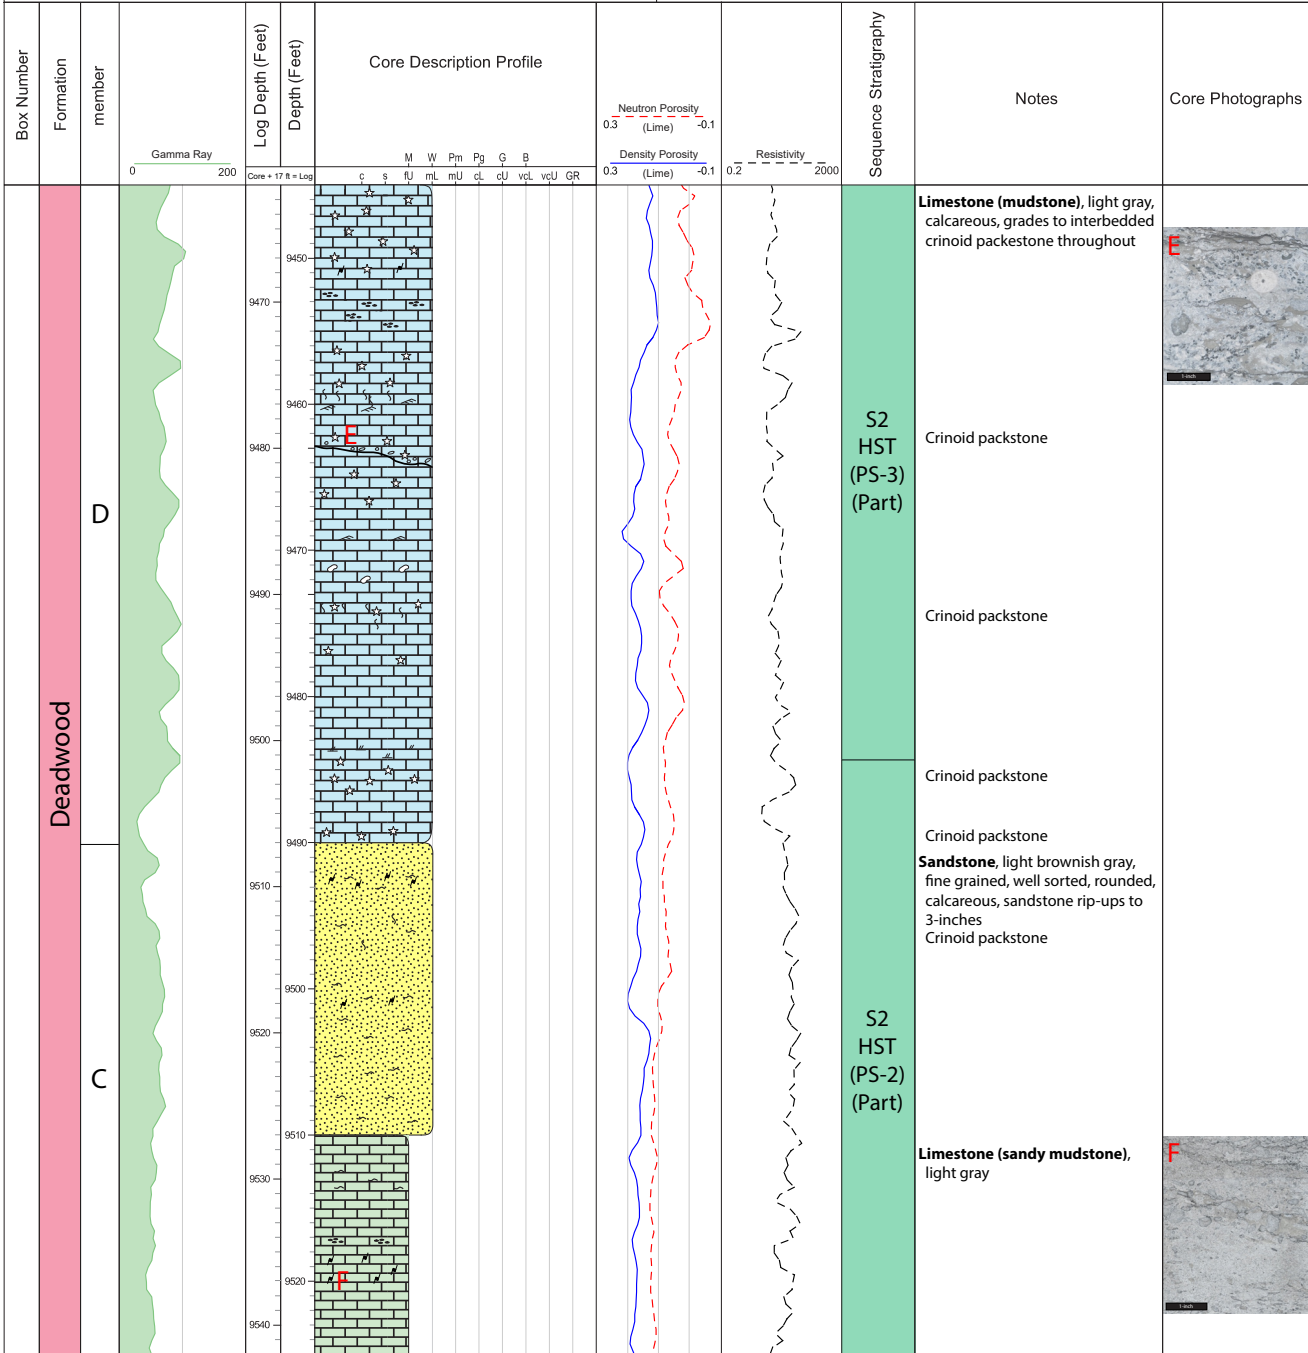 Box Number
Formation
member
Gamma Ray
0 200
Log Depth (Feet)
Depth (Feet)
Core + 17 ft = Log
Core Description Profile
M W Pm Pg G B
c s fU mL mU cL cU vcL vcU GR
Neutron Porosity
0.3 (Lime) -0.1
Density Porosity
0.3 (Lime) -0.1
Resistivity
0.2 2000
Sequence Stratigraphy
Notes
Core Photographs
Deadwood
D
C
9470
9480
9490
9500
9510
9520
9530
9540
9450
9460
9470
9480
9490
9500
9510
9520
E
F
S2
HST
(PS-3)
(Part)
S2
HST
(PS-2)
(Part)
Limestone (mudstone), light gray,
calcareous, grades to interbedded
crinoid packestone throughout
Crinoid packstone
Crinoid packstone
Crinoid packstone
Crinoid packstone
Sandstone, light brownish gray,
fine grained, well sorted, rounded,
calcareous, sandstone rip-ups to
3-inches
Crinoid packstone
Limestone (sandy mudstone),
light gray
E
1-inch
F
1-inch